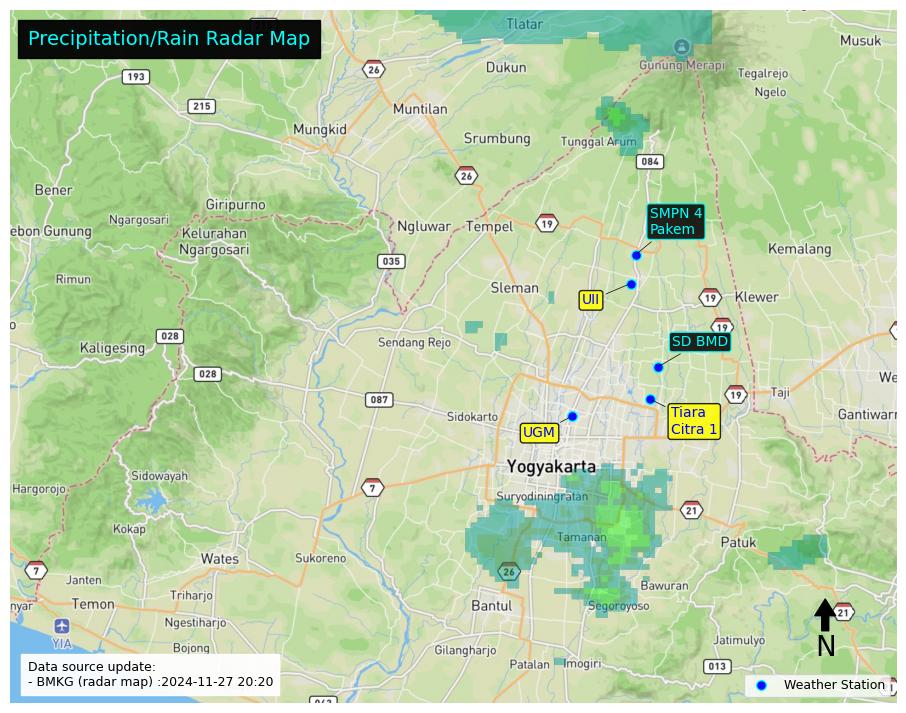 Precipitation/Rain Radar Map
Tlatar
Musuk
26
Dukun
Gunung Merapi
Tegalrejo
193
Ngelo
215
Muntilan
Mungkid
Srumbung
Tunggal Arum
084
26
Bener
Giripurno
SMPN 4
Pakem
Ngargosari
Ngluwar
Tempel
19
ebon Gunung
Kelurahan
Ngargosari
Kemalang
035
Rimun
Sleman
UII
19
Klewer
19
028
Sendang Rejo
SD BMD
Kaligesing
028
We
087
19
Taji
Sidokarto
Tiara
Citra 1
Gantiwarn
UGM
Yogyakarta
Sidowayah
Hargorojo
7
Suryodiningratan
21
Kokap
Tamanan
Patuk
Wates
Sukoreno
7
26
Janten
Bawuran
nyar
Temon
Triharjo
Bantul
Segoroyoso
21
Ngestiharjo
N
YIA
Bojong
Gilangharjo
Jatimulyo
Patalan
Imogiri
013
Data source update:
- BMKG (radar map) :2024-11-27 20:20
Weather Station